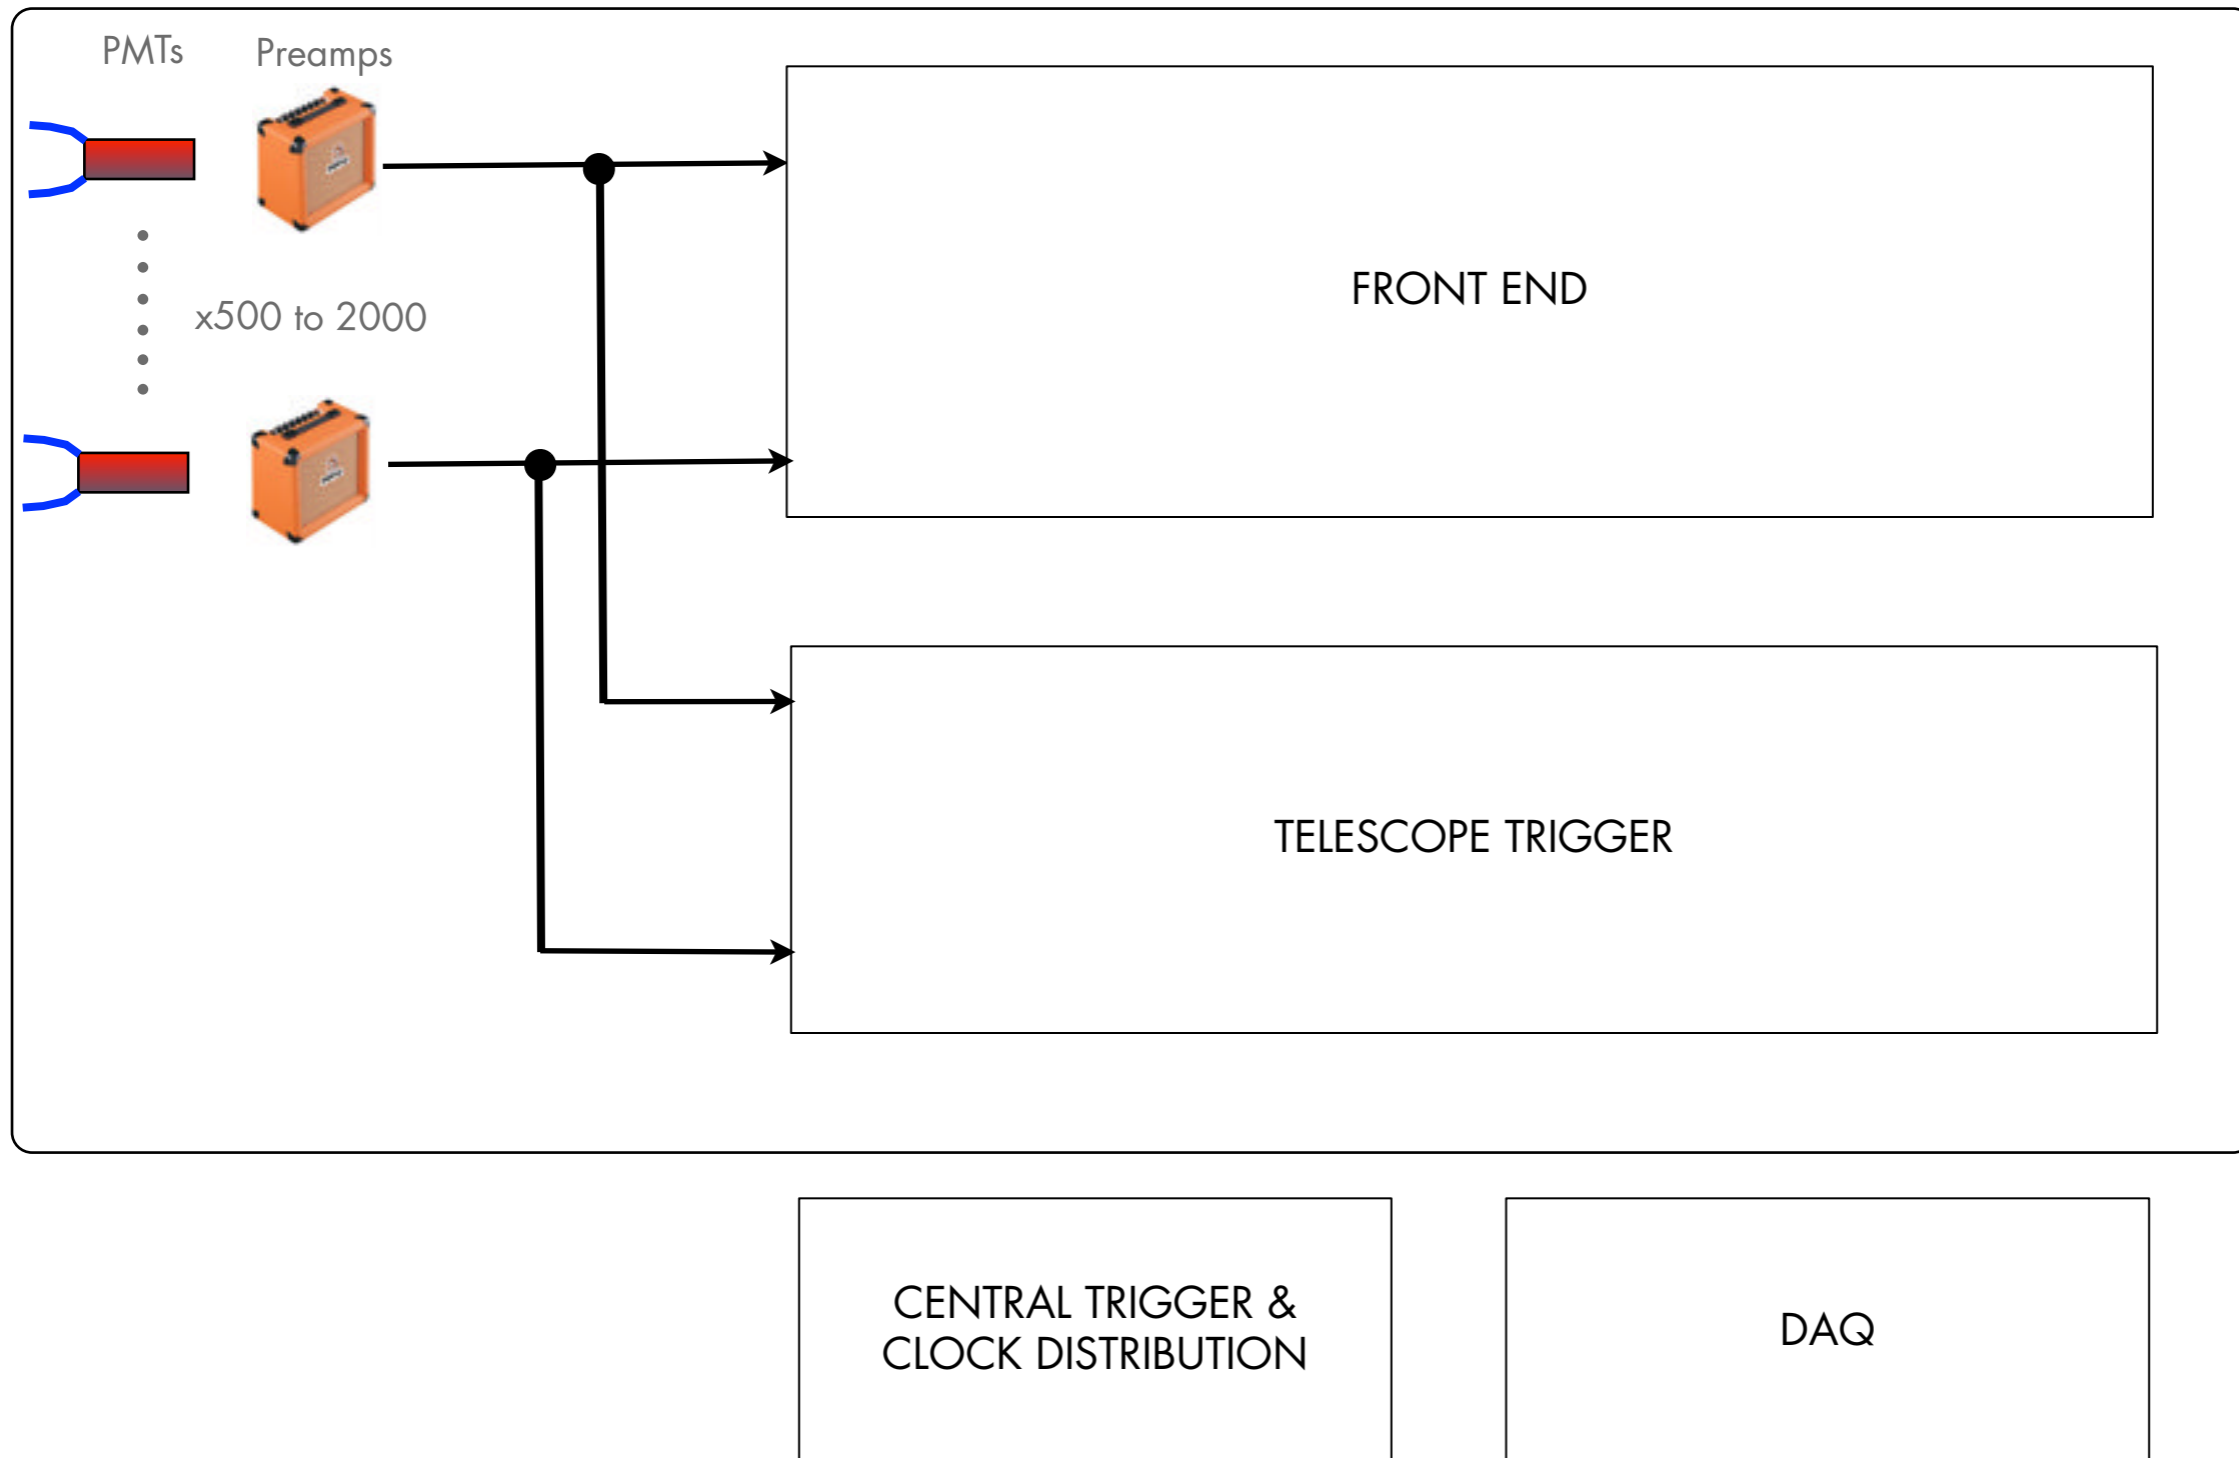 PMTs
Preamps
x500 to 2000
FRONT END
TELESCOPE TRIGGER
CENTRAL TRIGGER &
CLOCK DISTRIBUTION
DAQ